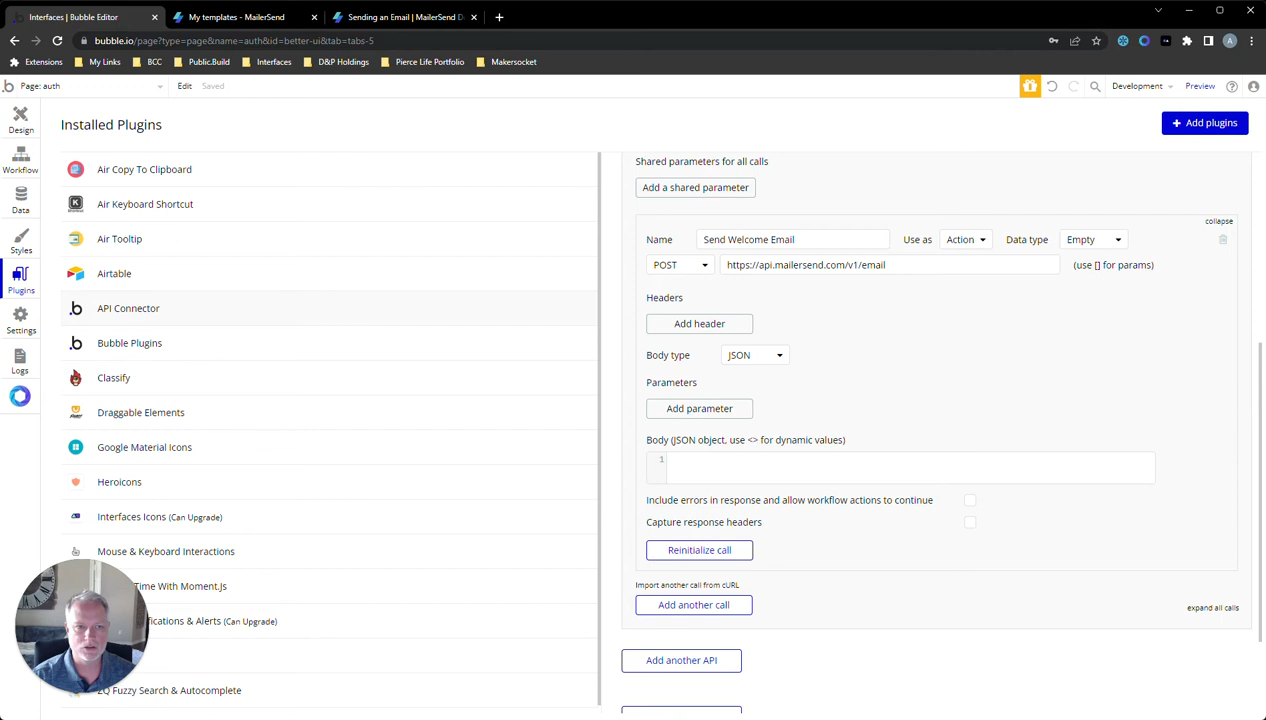 Interfaces | Bubble Editor
My templates - MailerSend
Sending an Email | MailerSend D
bubble.io/page?type=page&name=auth&id=better-ui&tab=tabs-5
A
Extensions My Links BCC Public.Build Interfaces D&P Holdings Pierce Life Portfolio Makersocket
Page: auth Edit Saved Development Preview
Design
Workflow
Data
Styles
Plugins
Settings
Logs
Installed Plugins
Add plugins
Air Copy To Clipboard
Air Keyboard Shortcut
Air Tooltip
Airtable
API Connector
Bubble Plugins
Classify
Draggable Elements
Google Material Icons
Heroicons
Interfaces Icons (Can Upgrade)
Mouse & Keyboard Interactions
Time With Moment.Js
fications & Alerts (Can Upgrade)
ZQ Fuzzy Search & Autocomplete
Shared parameters for all calls
Add a shared parameter
collapse
Name Send Welcome Email Use as Action Data type Empty
POST https://api.mailersend.com/v1/email (use [] for params)
Headers
Add header
Body type JSON
Parameters
Add parameter
Body (JSON object, use <> for dynamic values)
1
Include errors in response and allow workflow actions to continue
Capture response headers
Reinitialize call
Import another call from cURL
Add another call
expand all calls
Add another API